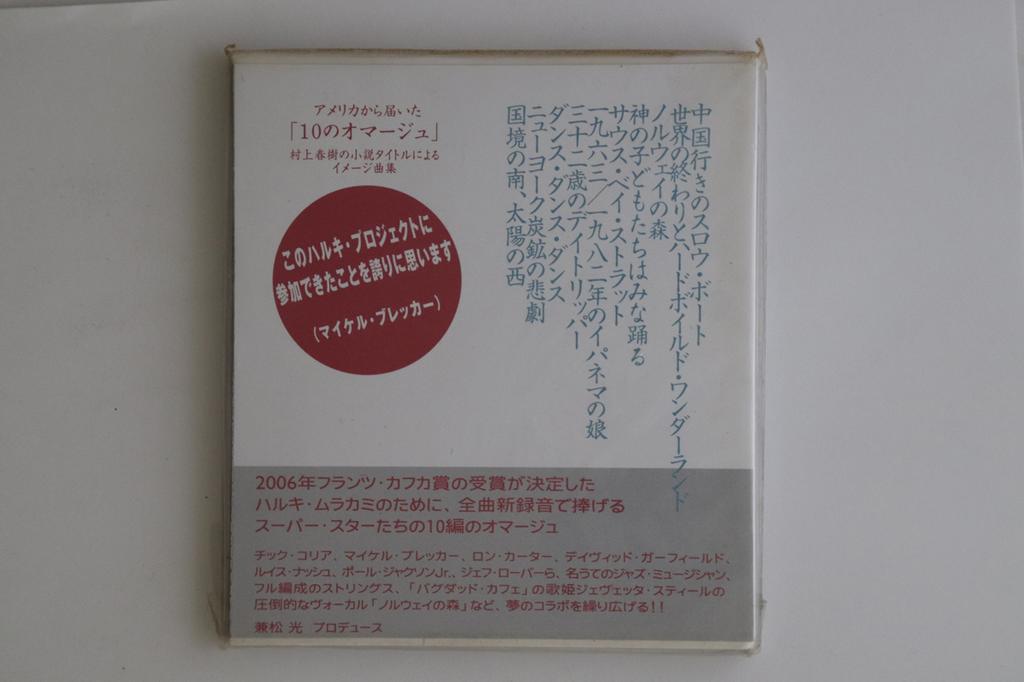 アメリカから届いた
「10のオマージュ」
村上春樹の小説タイトルによる
イメージ曲集
このハルキ・プロジェクトに
参加できたことを誇りに思います
(マイケル・ブレッカー)
中国行きのスロウ・ボート
世界の終わりとハードボイルド・ワンダーランド
ノルウェイの森
神の子どもたちはみな踊る
サウス・ベイ・ストラット
一九六三/一九八二年のイパネマの娘
三十二歳のデイトリッパー
ダンス・ダンス・ダンス
ニューヨーク炭鉱の悲劇
国境の南、太陽の西
2006年フランツ・カフカ賞の受賞が決定した
ハルキ・ムラカミのために、全曲新録音で捧げる
スーパー・スターたちの10編のオマージュ
チック・コリア、マイケル・ブレッカー、ロン・カーター、デイヴィッド・ガーフィールド、
ルイス・ナッシュ、ポール・ジャクソンJr.、ジェフ・ローバーら、名うてのジャズ・ミュージシャン、
フル編成のストリングス、「バグダッド・カフェ」の歌姫ジェヴェッタ・スティールの
圧倒的なヴォーカル「ノルウェイの森」など、夢のコラボを繰り広げる!!
兼松 光 プロデュース